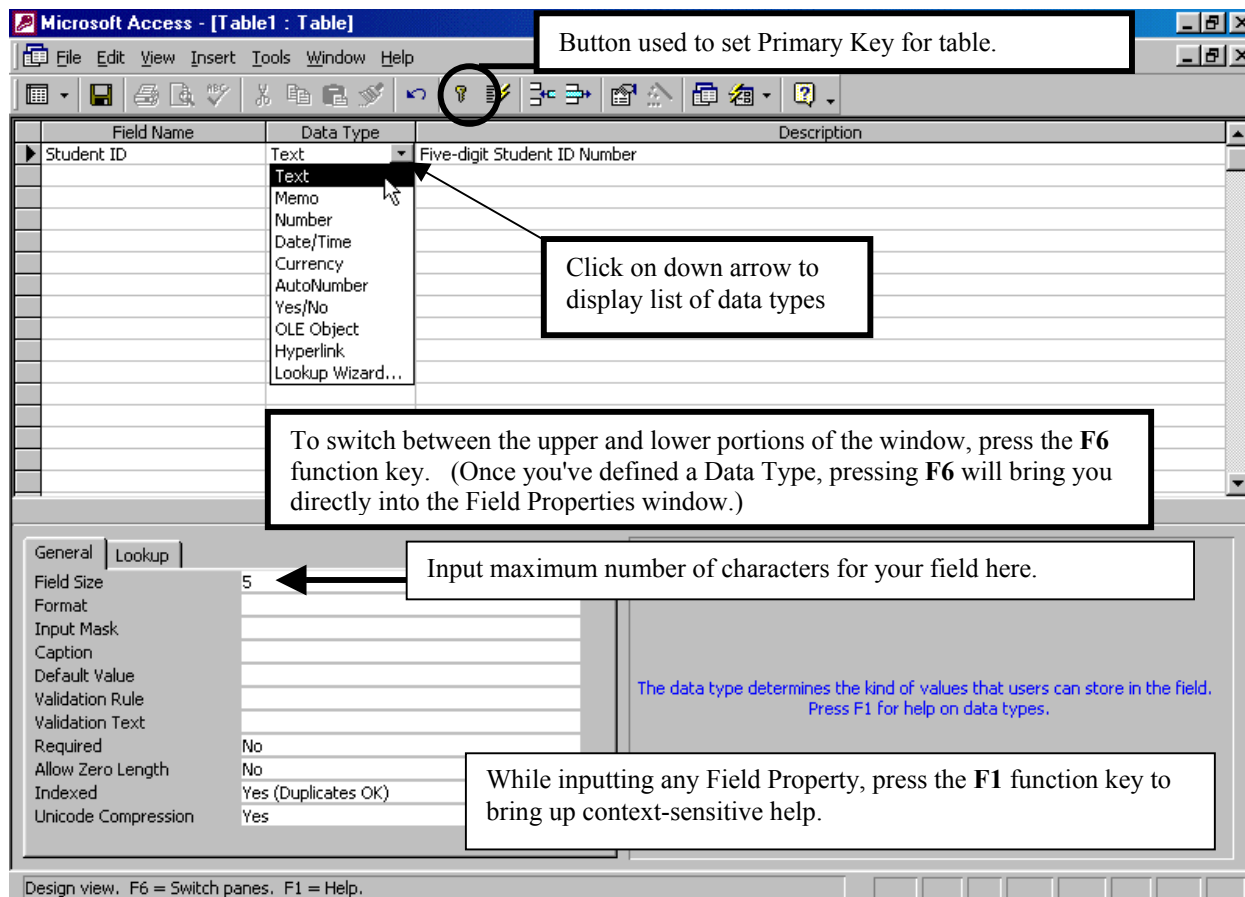 Microsoft Access - [Table1 : Table]
Button used to set Primary Key for table.
File Edit View Insert Tools Window Help
ABC
Field Name Data Type Description
Student ID Text Five-digit Student ID Number
Text
Memo
Number
Date/Time
Currency
AutoNumber
Yes/No
OLE Object
Hyperlink
Lookup Wizard...
Click on down arrow to
display list of data types
To switch between the upper and lower portions of the window, press the F6
function key. (Once you've defined a Data Type, pressing F6 will bring you
directly into the Field Properties window.)
General Lookup
Input maximum number of characters for your field here.
Field Size 5
Format
Input Mask
Caption
Default Value
Validation Rule
Validation Text
Required No
Allow Zero Length No
Indexed Yes (Duplicates OK)
Unicode Compression Yes
The data type determines the kind of values that users can store in the field.
Press F1 for help on data types.
While inputting any Field Property, press the F1 function key to
bring up context-sensitive help.
Design view. F6 = Switch panes. F1 = Help.